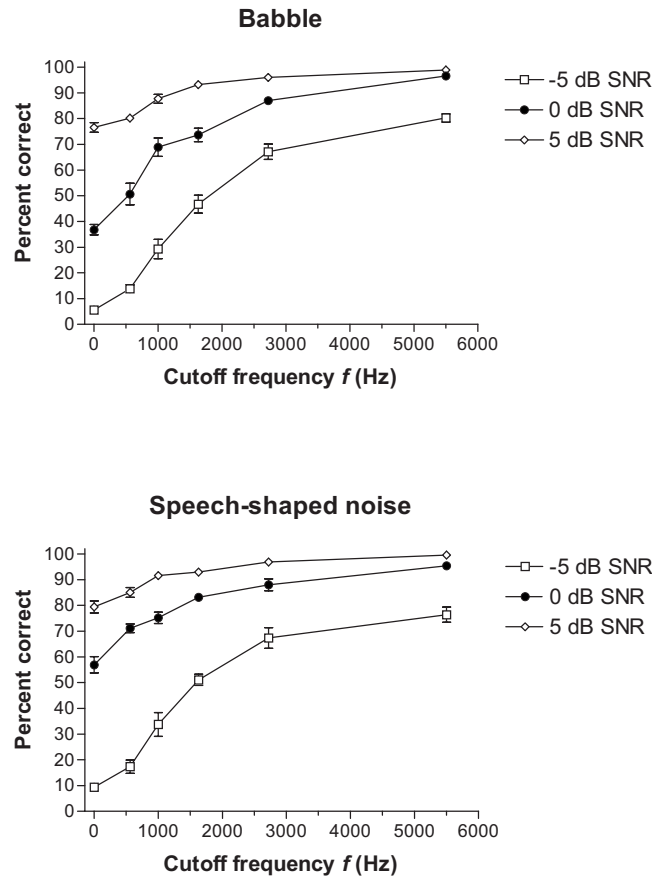 Babble
100
90
80
70
60
50
40
30
20
10
0
Percent correct
0 1000 2000 3000 4000 5000 6000
Cutoff frequency f (Hz)
-5 dB SNR
0 dB SNR
5 dB SNR
Speech-shaped noise
100
90
80
70
60
50
40
30
20
10
0
Percent correct
0 1000 2000 3000 4000 5000 6000
Cutoff frequency f (Hz)
-5 dB SNR
0 dB SNR
5 dB SNR